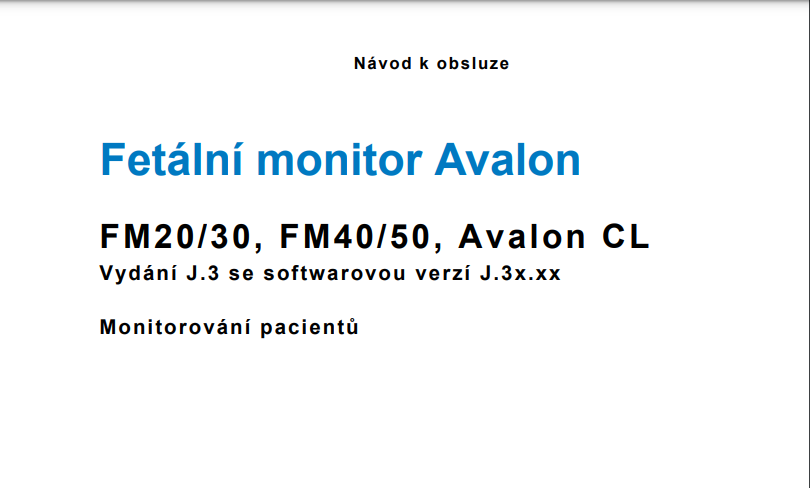 Návod k obsluze
Fetální monitor Avalon
FM20/30, FM40/50, Avalon CL
Vydání J.3 se softwarovou verzí J.3x.xx
Monitorování pacientů